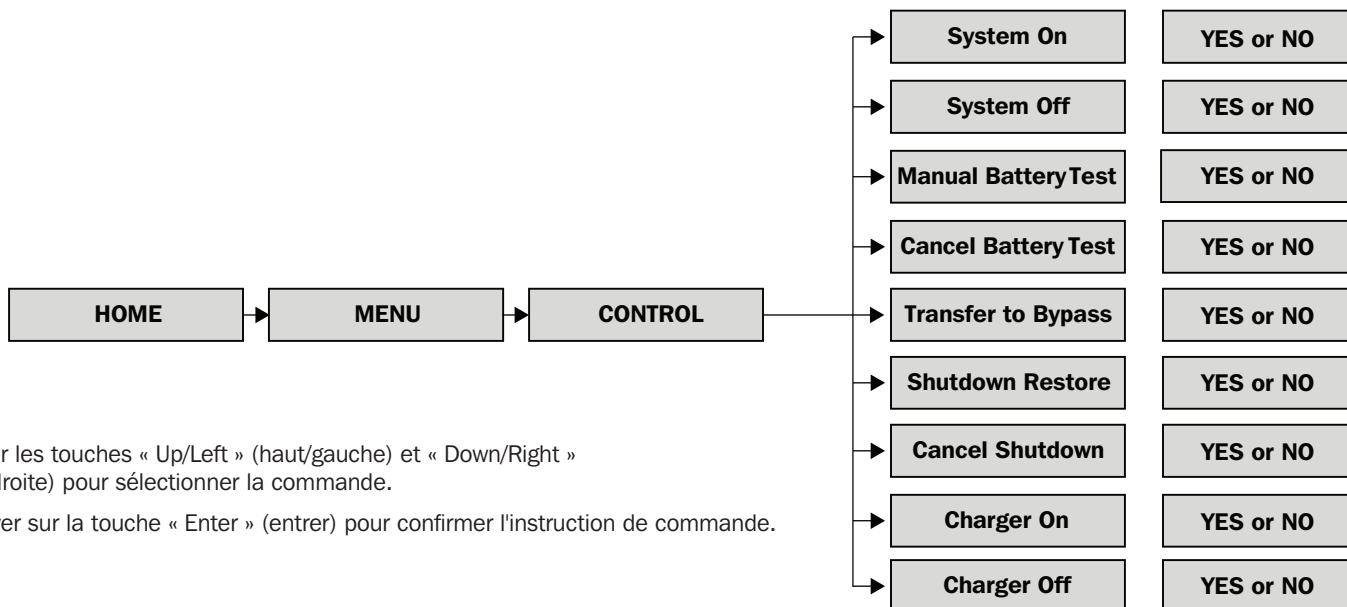 System On YES or NO
System Off YES or NO
Manual Battery Test YES or NO
Cancel Battery Test YES or NO
HOME MENU CONTROL Transfer to Bypass YES or NO
Shutdown Restore YES or NO
les touches « Up/Left » (haut/gauche) et « Down/Right »
pour sélectionner la commande.
Cancel Shutdown YES or NO
sur la touche « Enter » (entrer) pour confirmer l'instruction de commande.
Charger On YES or NO
Charger Off YES or NO